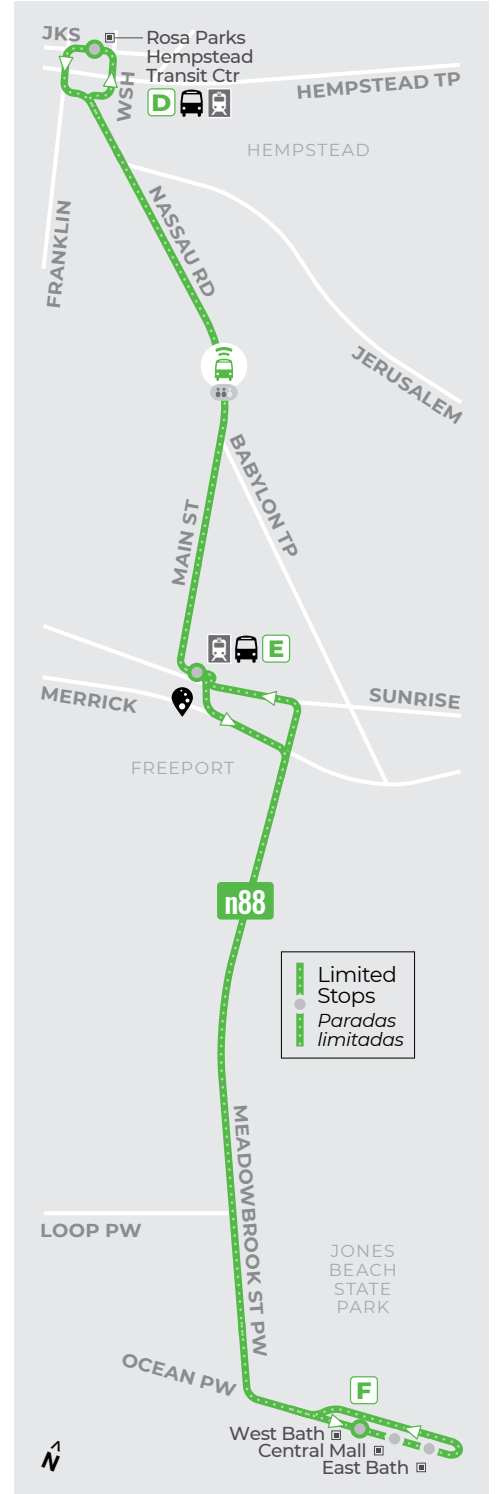 JKS
Rosa Parks
Hempstead
Transit Ctr
WSH
D
HEMPSTEAD TP
HEMPSTEAD
FRANKLIN
NASSAU RD
JERUSALEM
BABYLON TP
MAIN ST
E
MERRICK
SUNRISE
FREEPORT
n88
Limited
Stops
Paradas
limitadas
MEADOWBROOK ST PW
LOOP PW
JONES
BEACH
STATE
PARK
OCEAN PW
F
West Bath
Central Mall
East Bath
N